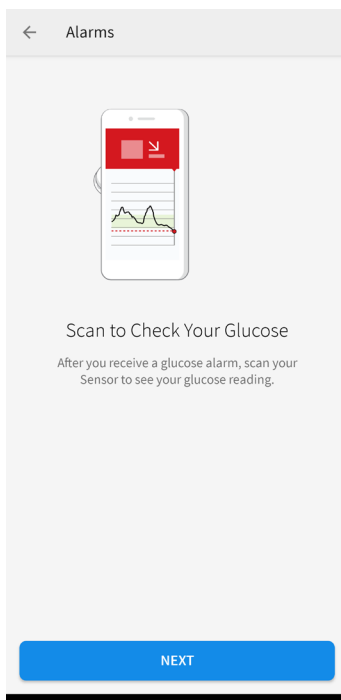 Alarms
Scan to Check Your Glucose
After you receive a glucose alarm, scan your
Sensor to see your glucose reading.
NEXT